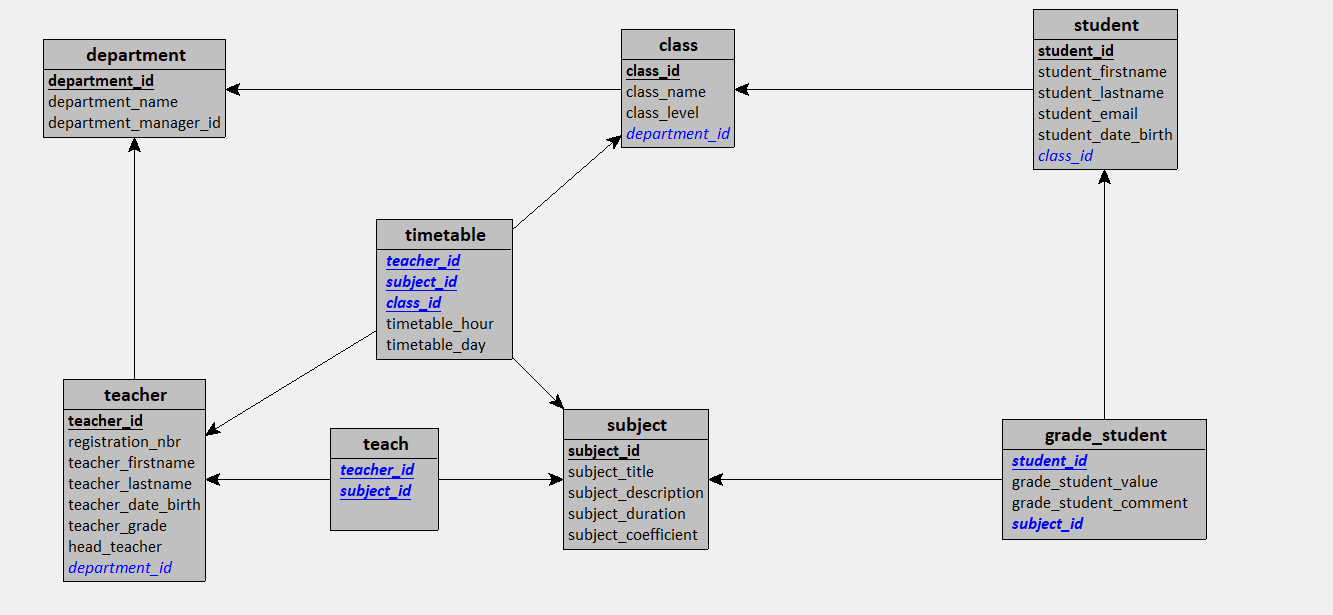 department
department_id
department_name
department_manager_id
class
class_id
class_name
class_level
department_id
student
student_id
student_firstname
student_lastname
student_email
student_date_birth
class_id
timetable
teacher_id
subject_id
class_id
timetable_hour
timetable_day
teacher
teacher_id
registration_nbr
teacher_firstname
teacher_lastname
teacher_date_birth
teacher_grade
head_teacher
department_id
teach
teacher_id
subject_id
subject
subject_id
subject_title
subject_description
subject_duration
subject_coefficient
grade_student
student_id
grade_student_value
grade_student_comment
subject_id